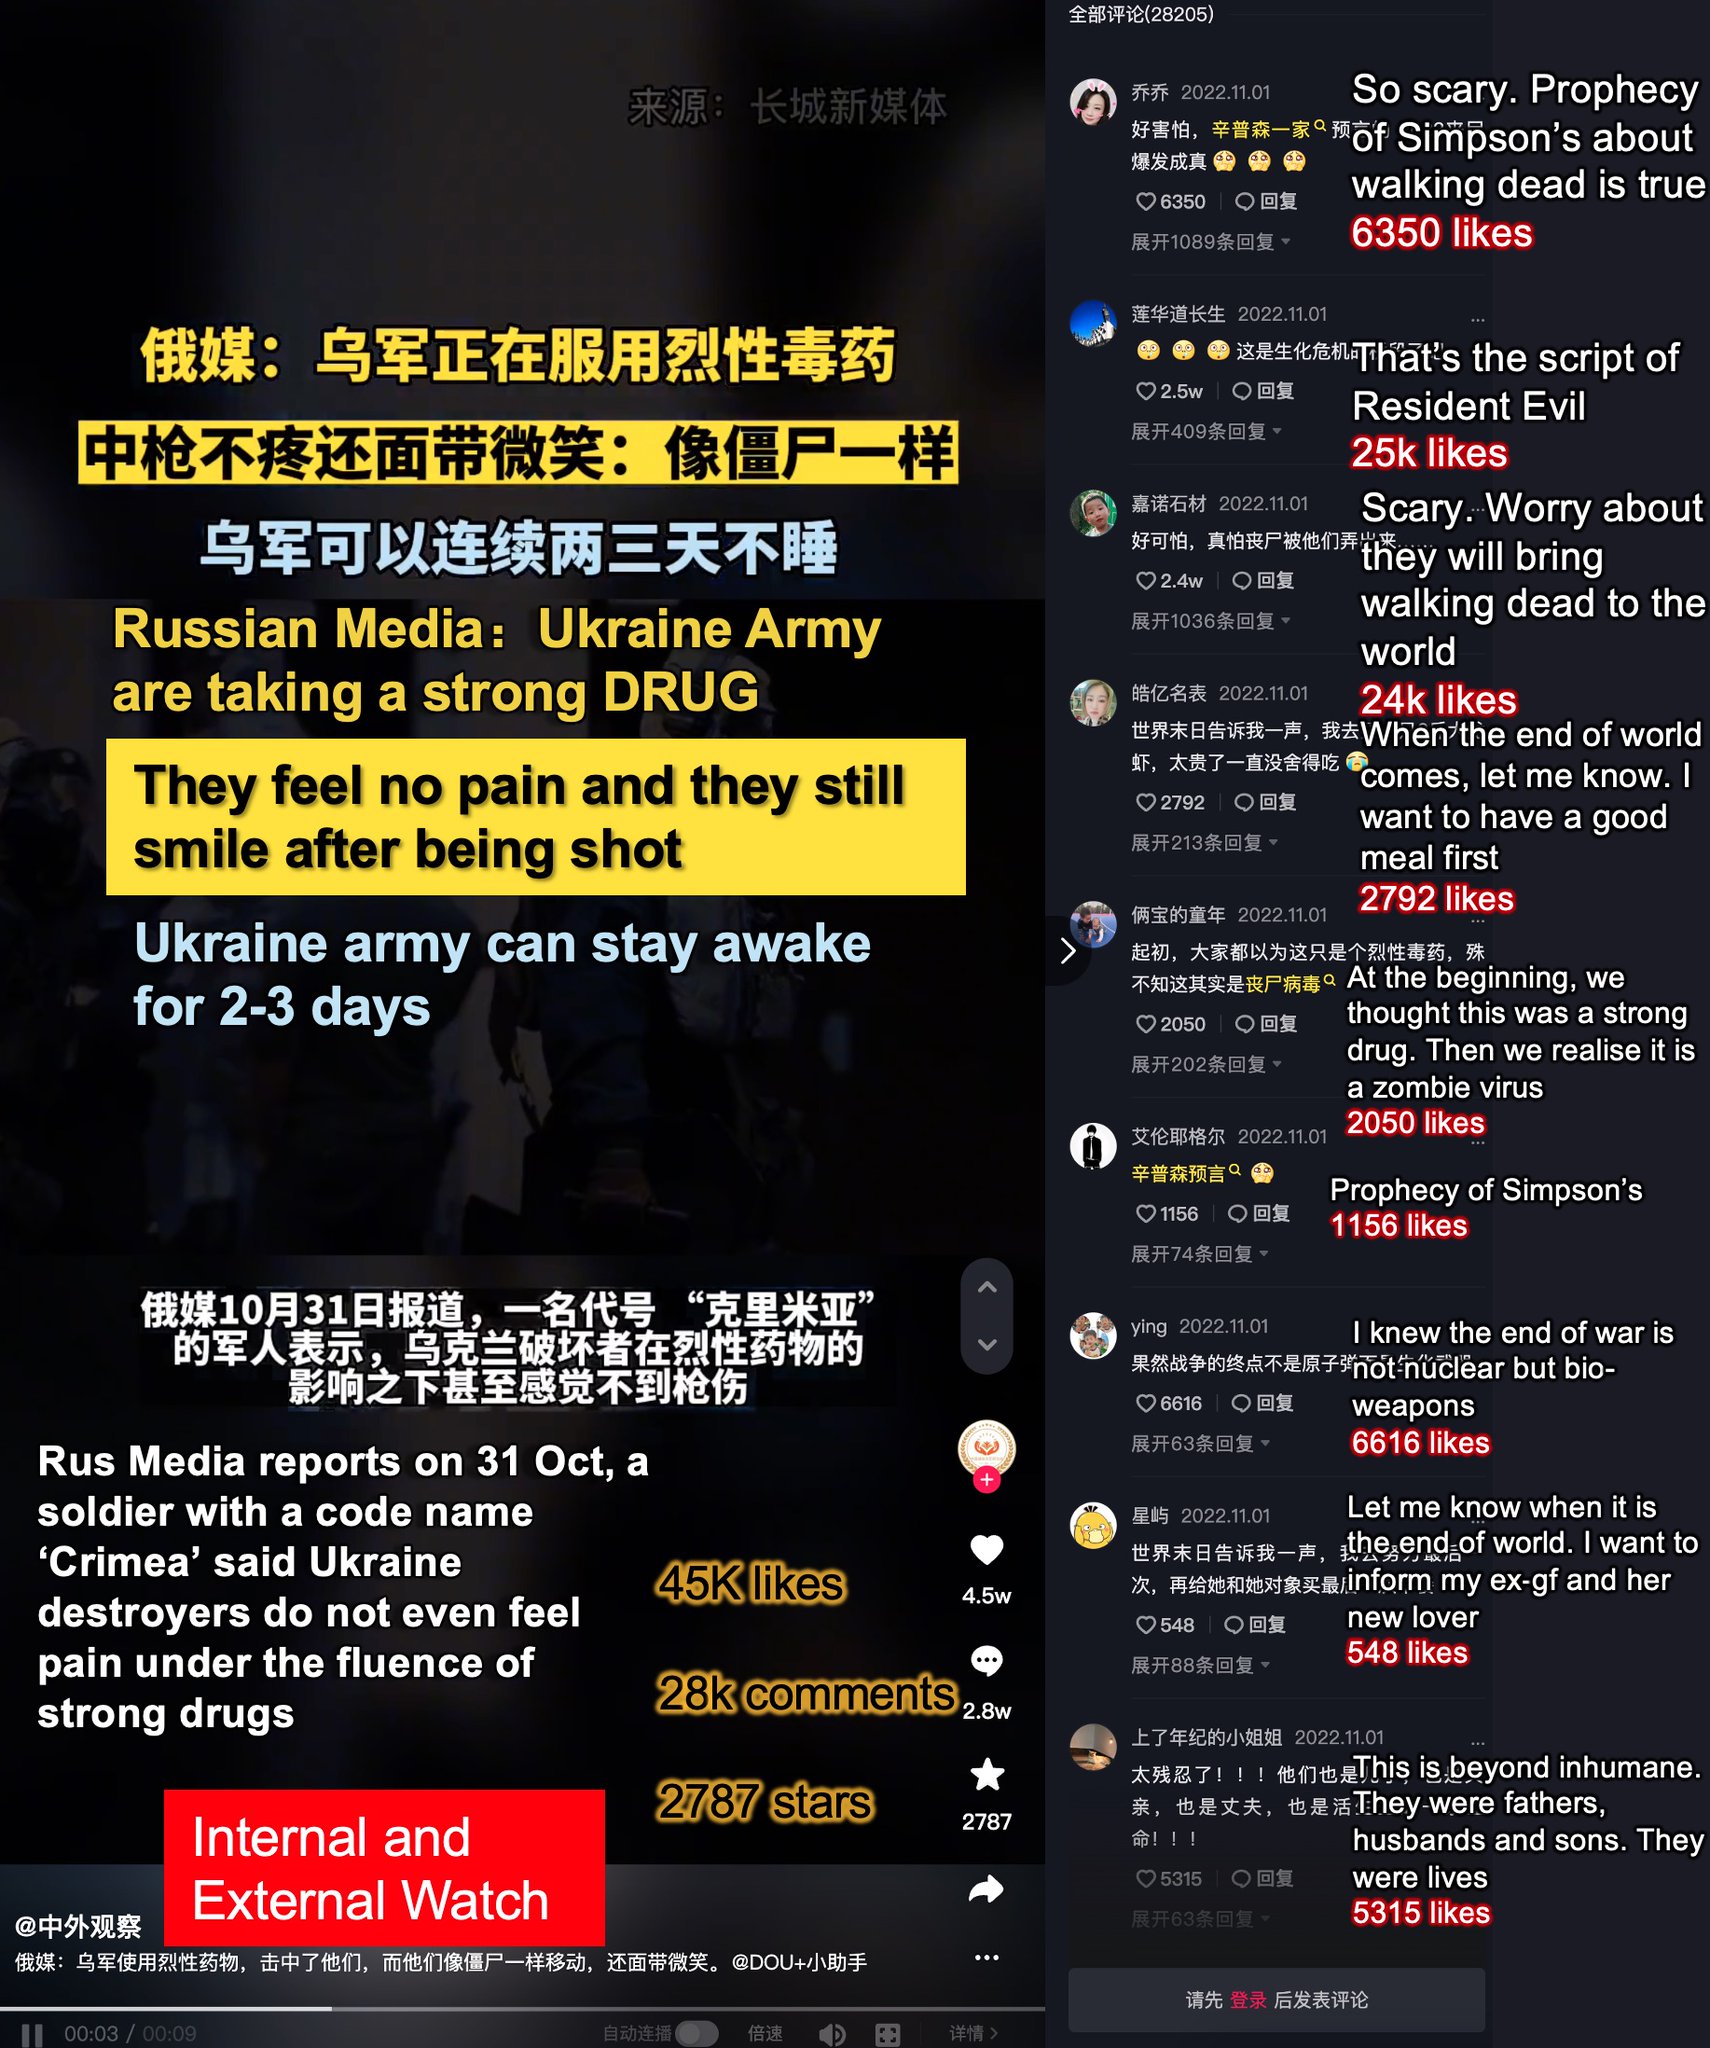 来源：长城新媒体
俄媒：乌军正在服用烈性毒药
中枪不疼还面带微笑：像僵尸一样
乌军可以连续两三天不睡
Russian Media：Ukraine Army
are taking a strong DRUG
They feel no pain and they still
smile after being shot
Ukraine army can stay awake
for 2-3 days
俄媒10月31日报道，一名代号“克里米亚”
的军人表示，乌克兰破坏者在烈性药物的
影响之下甚至感觉不到枪伤
Rus Media reports on 31 Oct, a
soldier with a code name
‘Crimea’ said Ukraine
destroyers do not even feel
pain under the fluence of
strong drugs
45K likes
4.5w
28k comments
2.8w
2787 stars
2787
Internal and
External Watch
@中外观察
俄媒：乌军使用烈性药物，击中了他们，而他们像僵尸一样移动，还面带微笑。@DOU+小助手
00:03 / 00:09
自动连播
倍速
详情
全部评论(28205)
乔乔 2022.11.01
好害怕，辛普森一家 预言
爆发成真
6350 回复
展开1089条回复
So scary. Prophecy
of Simpson’s about
walking dead is true
6350 likes
莲华道长生 2022.11.01
...
这是生化危机
2.5w 回复
展开409条回复
That’s the script of
Resident Evil
25k likes
嘉诺石材 2022.11.01
好可怕，真怕丧尸被他们弄出来......
2.4w 回复
展开1036条回复
Scary. Worry about
they will bring
walking dead to the
world
24k likes
皓亿名表 2022.11.01
世界末日告诉我一声，我去
虾，太贵了一直没舍得吃
2792 回复
展开213条回复
When the end of world
comes, let me know. I
want to have a good
meal first
2792 likes
俩宝的童年 2022.11.01
...
起初，大家都以为这只是个烈性毒药，殊
不知这其实是丧尸病毒
2050 回复
展开202条回复
At the beginning, we
thought this was a strong
drug. Then we realise it is
a zombie virus
2050 likes
艾伦耶格尔 2022.11.01
...
辛普森预言
1156 回复
展开74条回复
Prophecy of Simpson’s
1156 likes
ying 2022.11.01
果然战争的终点不是原子弹
6616 回复
展开63条回复
I knew the end of war is
not nuclear but bio-
weapons
6616 likes
星屿 2022.11.01
世界末日告诉我一声，我去努力最后
次，再给她和她对象买最后
548 回复
展开88条回复
Let me know when it is
the end of world. I want to
inform my ex-gf and her
new lover
548 likes
上了年纪的小姐姐 2022.11.01
...
太残忍了！！！他们也是
亲，也是丈夫，也是活
命！！！
5315 回复
展开63条回复
This is beyond inhumane.
They were fathers,
husbands and sons. They
were lives
5315 likes
请先 登录 后发表评论